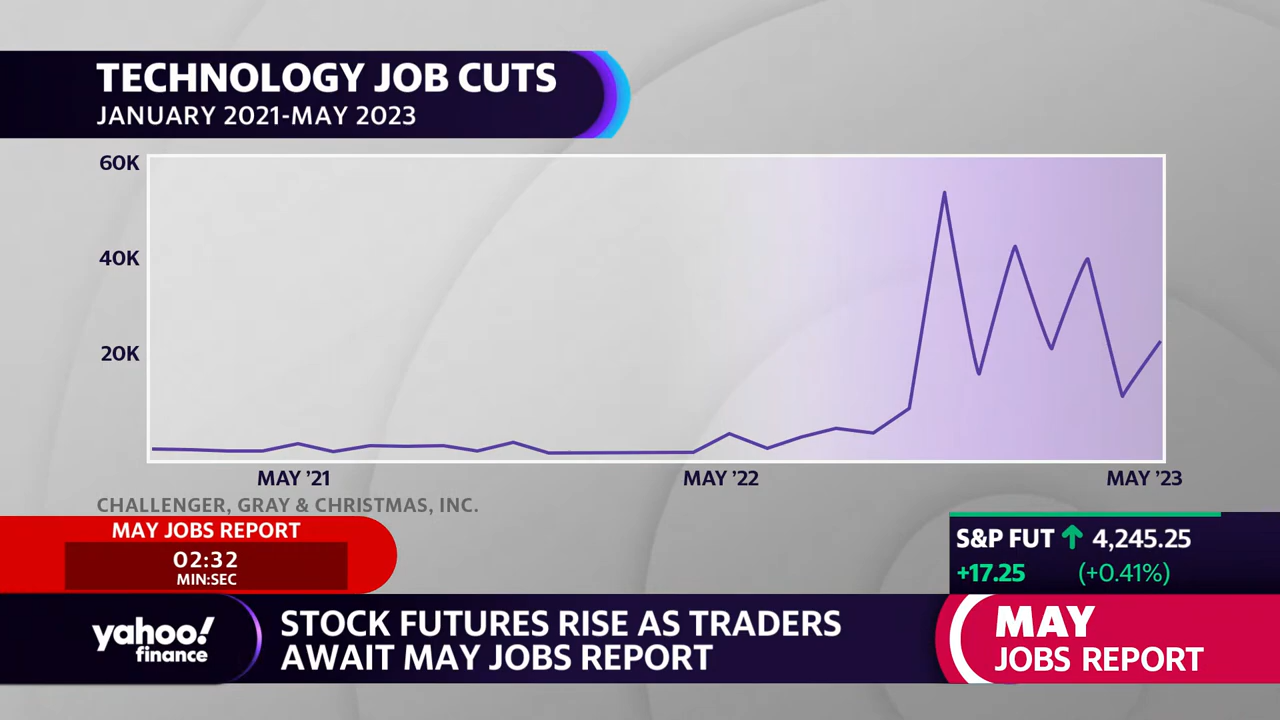 TECHNOLOGY JOB CUTS
JANUARY 2021-MAY 2023
60K
40K
20K
MAY ’21
MAY ’22
MAY ’23
CHALLENGER, GRAY & CHRISTMAS, INC.
MAY JOBS REPORT
02:32
MIN:SEC
S&P FUT 4,245.25
+17.25 (+0.41%)
yahoo!
finance
STOCK FUTURES RISE AS TRADERS
AWAIT MAY JOBS REPORT
MAY
JOBS REPORT